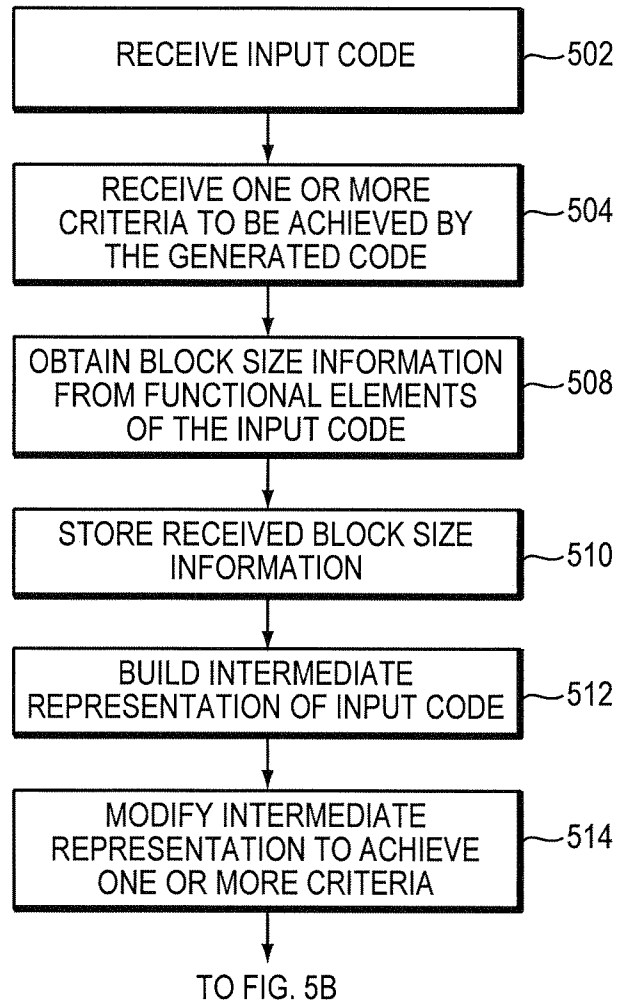 RECEIVE INPUT CODE
502
RECEIVE ONE OR MORE
CRITERIA TO BE ACHIEVED BY
THE GENERATED CODE
504
OBTAIN BLOCK SIZE INFORMATION
FROM FUNCTIONAL ELEMENTS
OF THE INPUT CODE
508
STORE RECEIVED BLOCK SIZE
INFORMATION
510
BUILD INTERMEDIATE
REPRESENTATION OF INPUT CODE
512
MODIFY INTERMEDIATE
REPRESENTATION TO ACHIEVE
ONE OR MORE CRITERIA
514
TO FIG. 5B